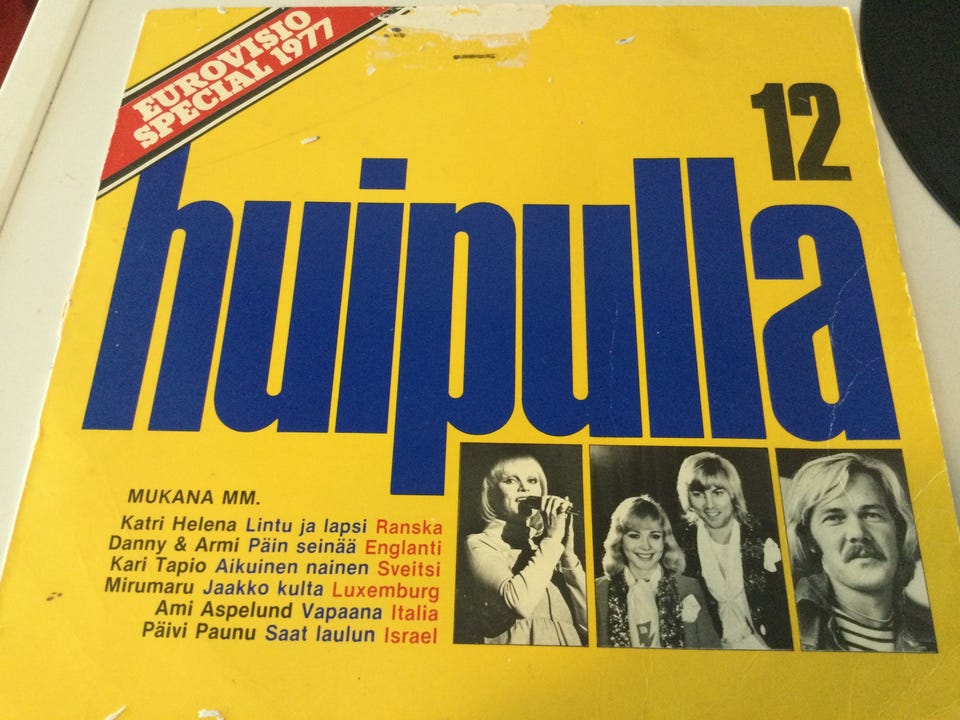 EUROVISIO
SPECIAL 1977
12
huipulla
MUKANA MM.
Katri Helena Lintu ja lapsi Ranska
Danny & Armi Päin seinää Englanti
Kari Tapio Aikuinen nainen Sveitsi
Mirumaru Jaakko kulta Luxemburg
Ami Aspelund Vapaana Italia
Päivi Paunu Saat laulun Israel